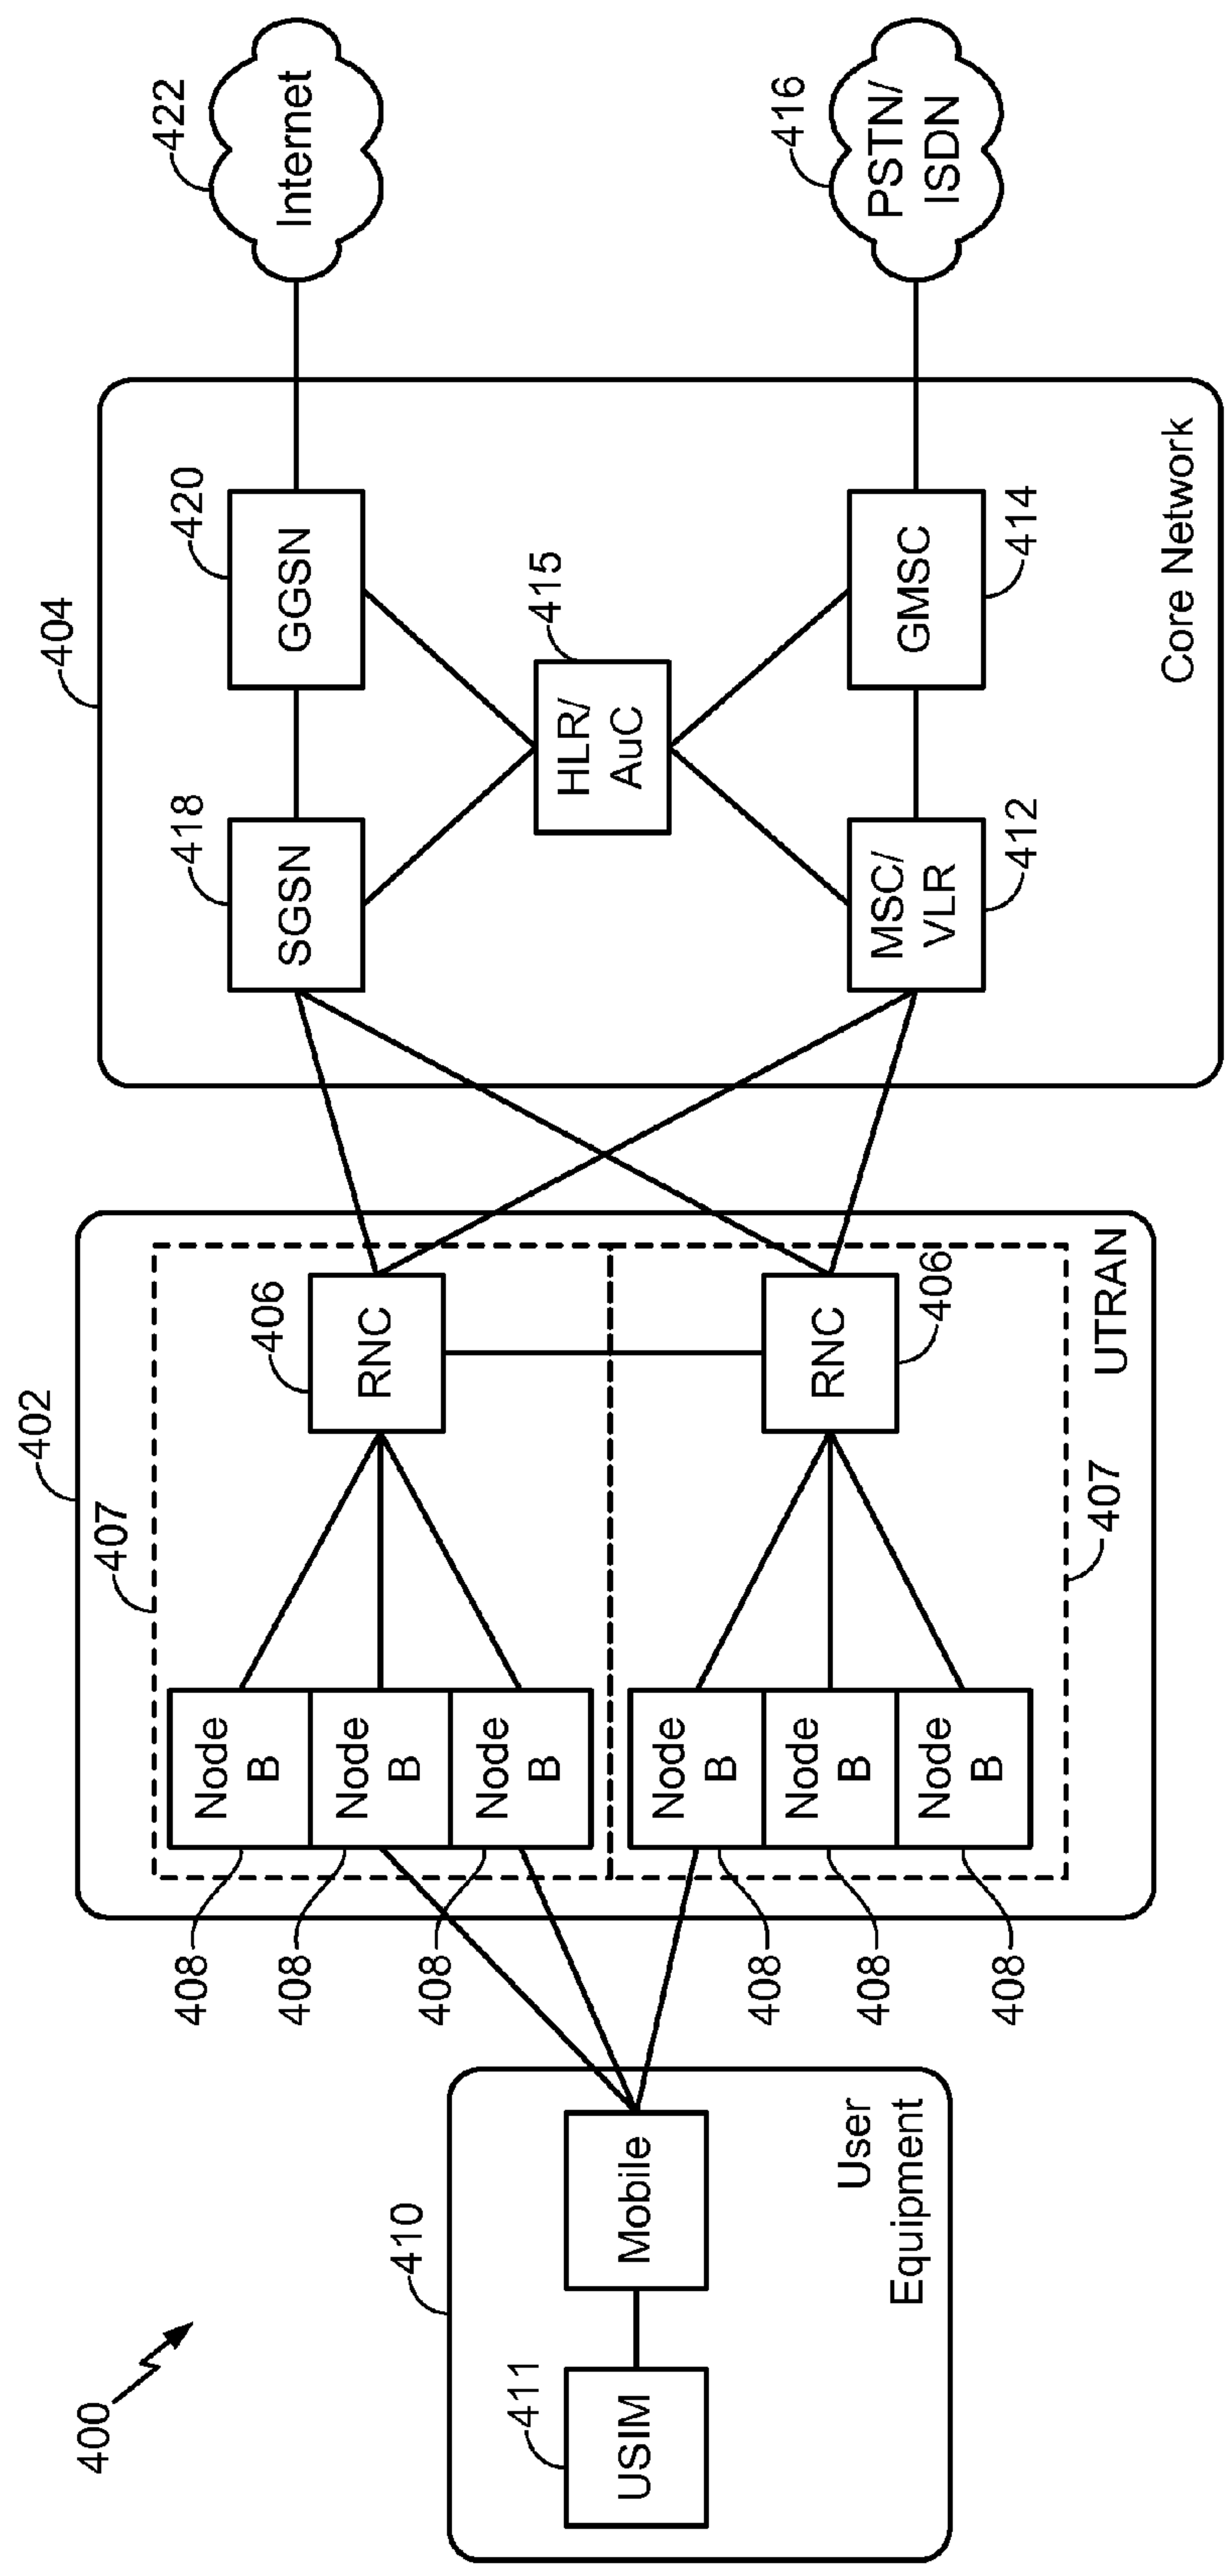 400
410
411
USIM
Mobile
User
Equipment
402
407
408
408
408
408
408
408
Node
B
Node
B
Node
B
Node
B
Node
B
Node
B
406
RNC
RNC
406
407
UTRAN
404
418
SGSN
420
GGSN
415
HLR/
AuC
MSC/
VLR
412
GMSC
414
Core Network
422
Internet
416
PSTN/
ISDN